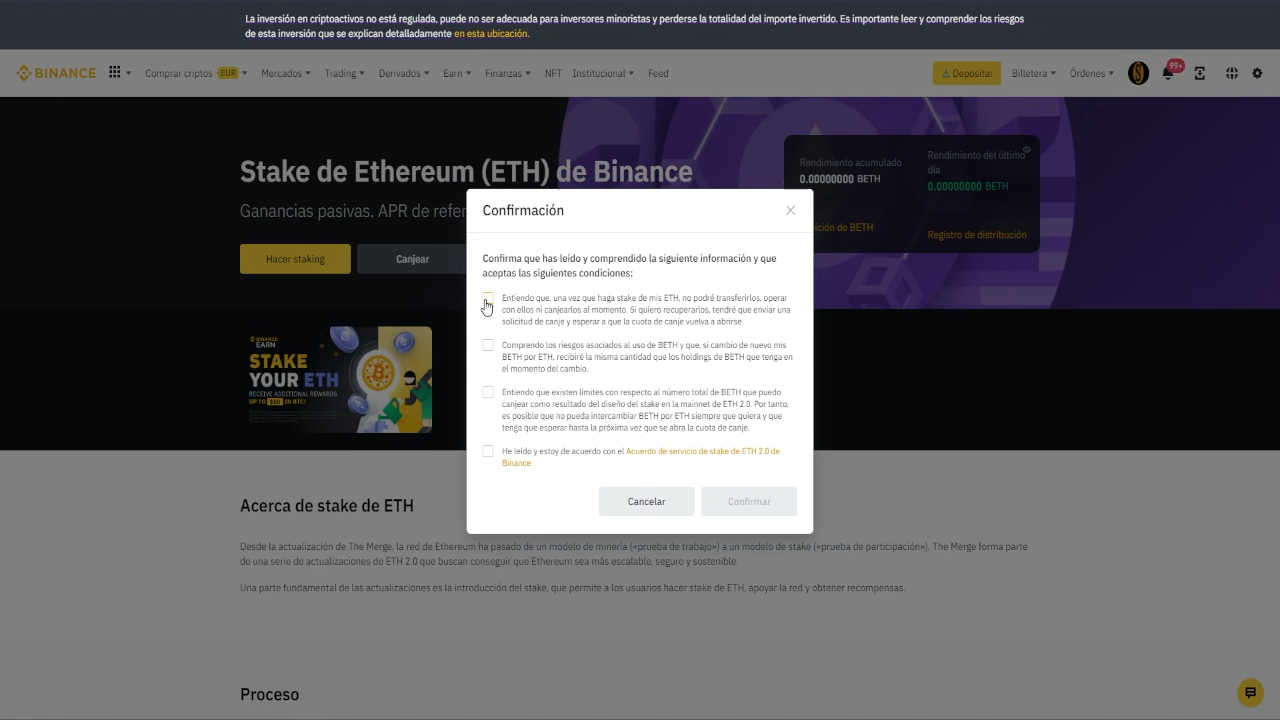 La inversión en criptoactivos no está regulada, puede no ser adecuada para inversores minoristas y perderse la totalidad del importe invertido. Es importante leer y comprender los riesgos
de esta inversión que se explican detalladamente en esta ubicación.
BINANCE
Comprar criptos EUR
Mercados
Trading
Derivados
Earn
Finanzas
NFT
Institucional
Feed
Depositar
Billetera
Órdenes
99+
Stake de Ethereum (ETH) de Binance
Ganancias pasivas. APR de refer
Hacer staking
Canjear
Rendimiento acumulado
0.00000000 BETH
Rendimiento del último
día
0.00000000 BETH
ición de BETH
Registro de distribución
BINANCE
EARN
STAKE
YOUR ETH
RECEIVE ADDITIONAL REWARDS
Confirmación
Confirma que has leído y comprendido la siguiente información y que
aceptas las siguientes condiciones:
Entiendo que, una vez que haga stake de mis ETH, no podré transferirlos, operar
con ellos ni canjearlos al momento. Si quiero recuperarlos, tendré que enviar una
solicitud de canje y esperar a que la cuota de canje vuelva a abrirse.
Comprendo los riesgos asociados al uso de BETH y que, si cambio de nuevo mis
BETH por ETH, recibiré la misma cantidad que los holdings de BETH que tenga en
el momento del cambio.
Entiendo que existen límites con respecto al número total de BETH que puedo
canjear como resultado del diseño del stake en la mainnet de ETH 2.0. Por tanto,
es posible que no pueda intercambiar BETH por ETH siempre que quiera y que
tenga que esperar hasta la próxima vez que se abra la cuota de canje.
He leído y estoy de acuerdo con el Acuerdo de servicio de stake de ETH 2.0 de
Binance
Cancelar
Confirmar
Acerca de stake de ETH
Desde la actualización de The Merge, la red de Ethereum ha pasado de un modelo de minería («prueba de trabajo») a un modelo de stake («prueba de participación»). The Merge forma parte
de una serie de actualizaciones de ETH 2.0 que buscan conseguir que Ethereum sea más escalable, seguro y sostenible.
Una parte fundamental de las actualizaciones es la introducción del stake, que permite a los usuarios hacer stake de ETH, apoyar la red y obtener recompensas.
Proceso